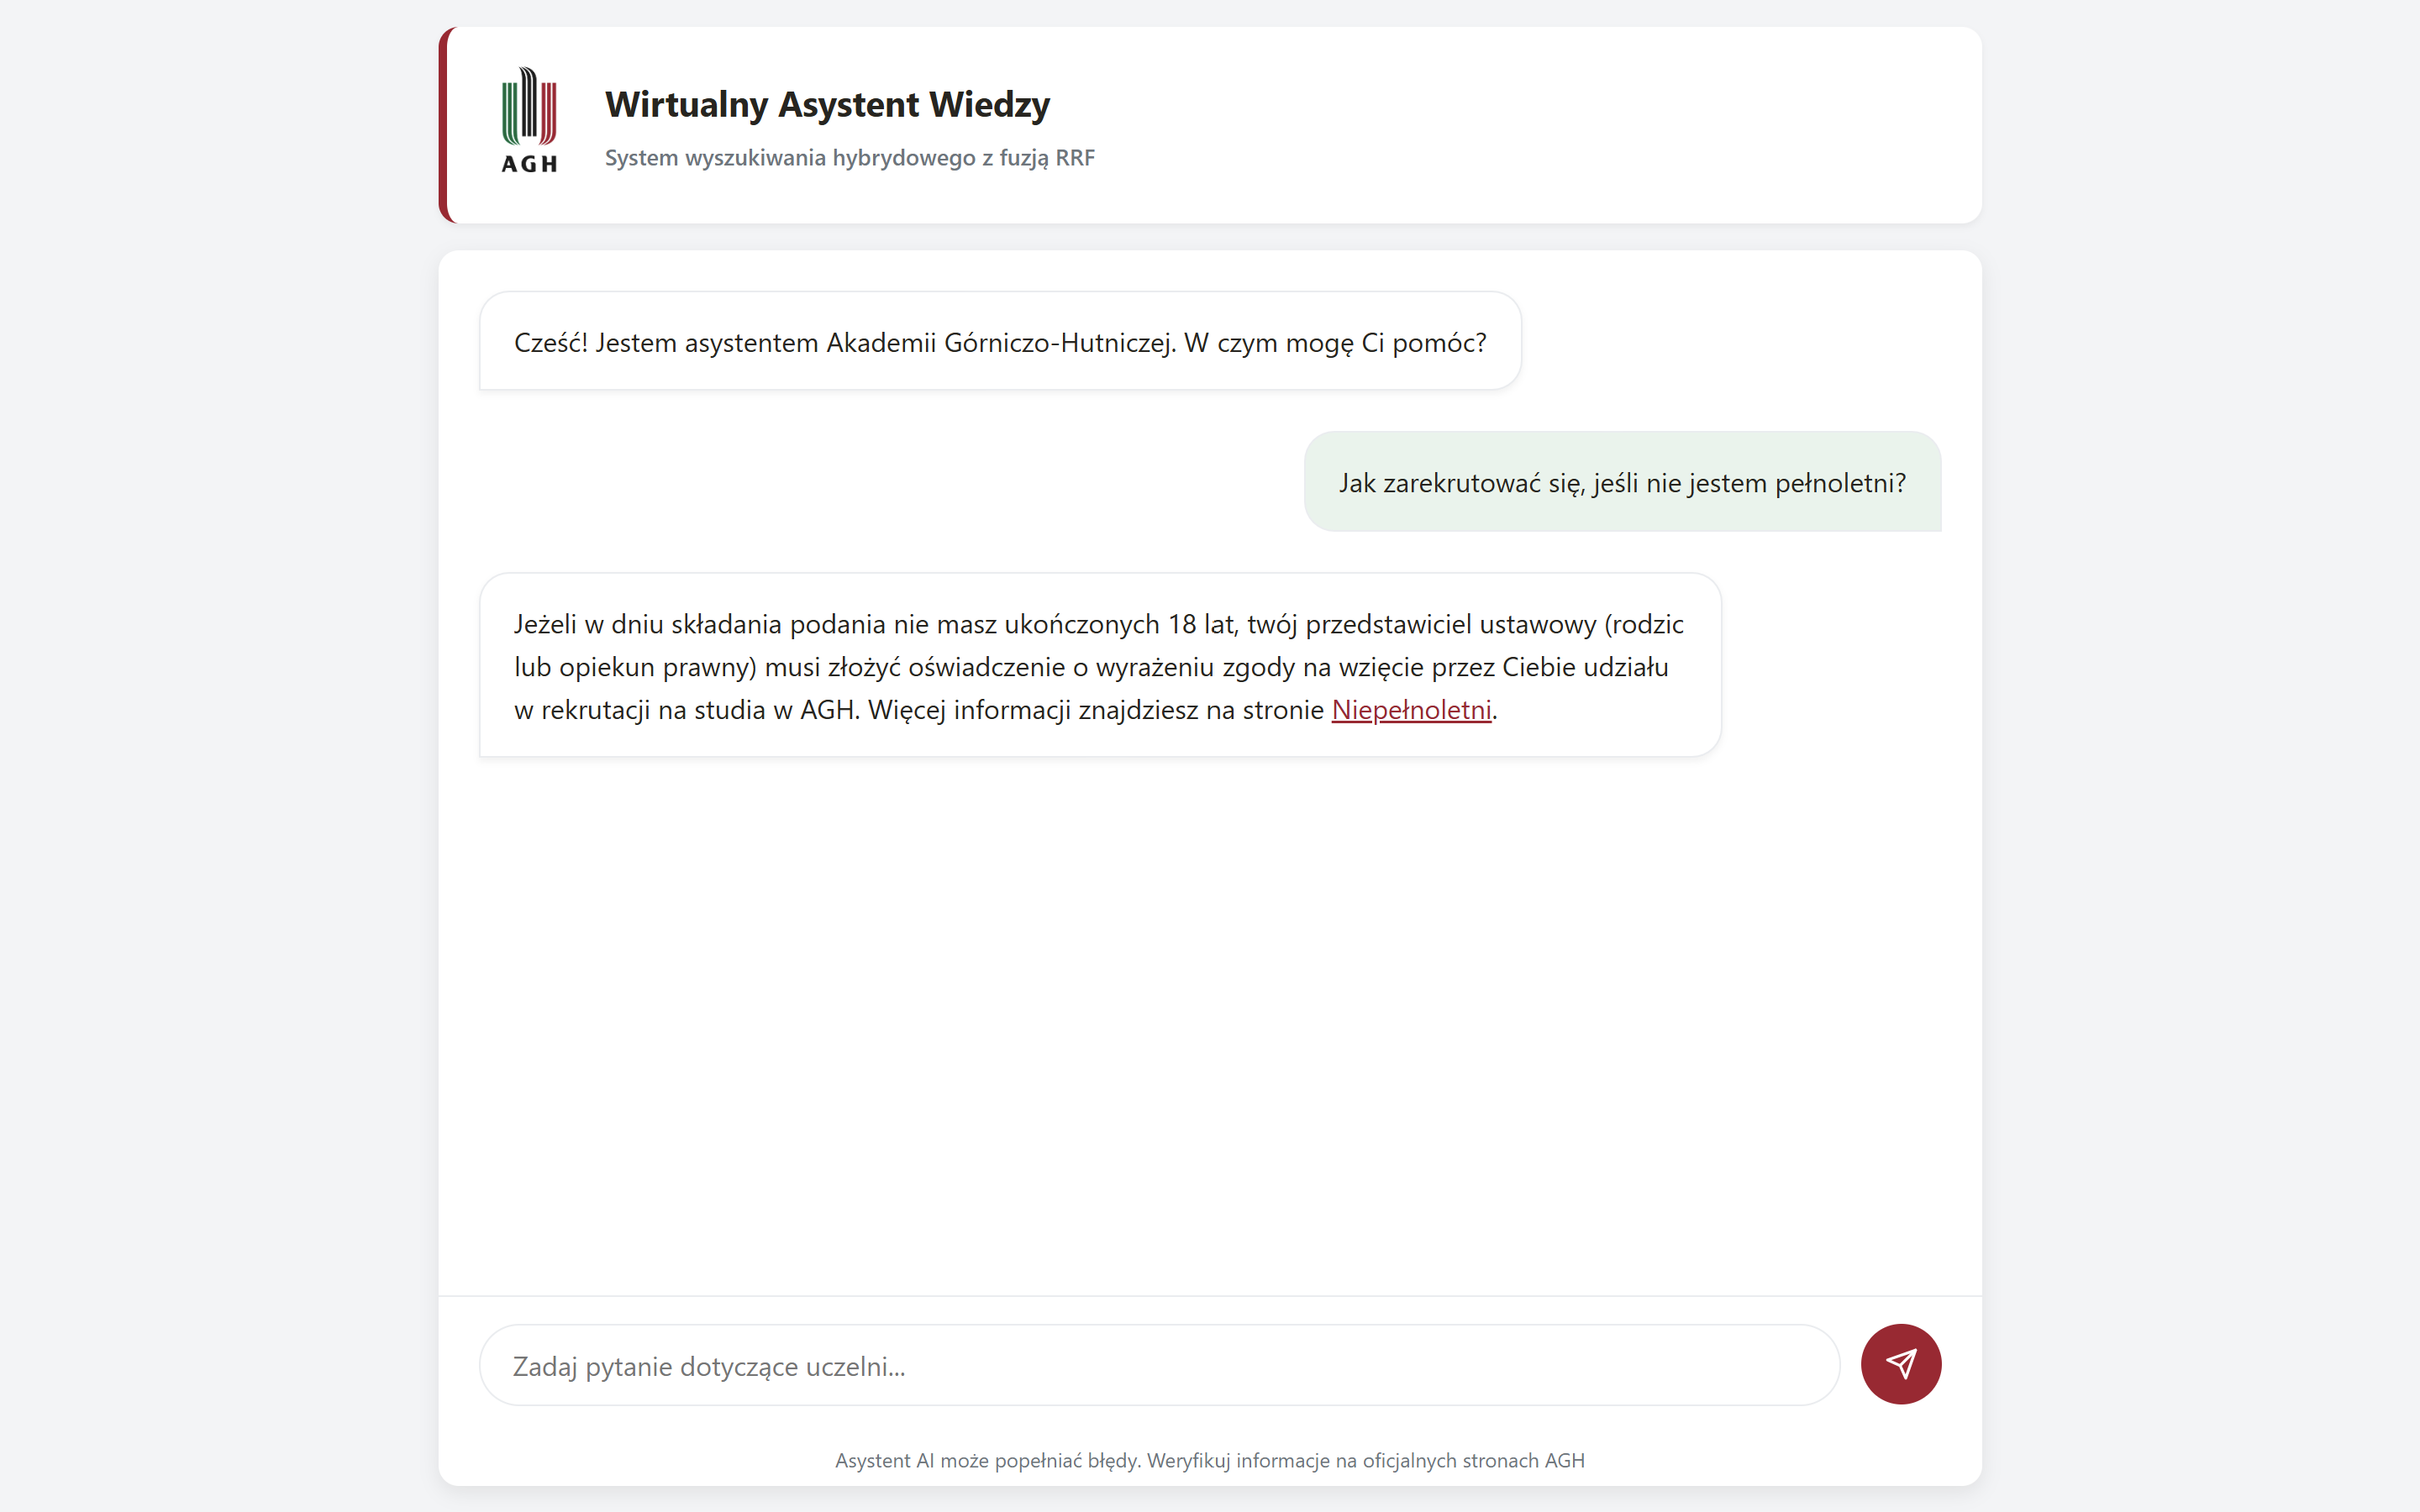 AGH
Wirtualny Asystent Wiedzy
System wyszukiwania hybrydowego z fuzją RRF
Cześć! Jestem asystentem Akademii Górniczo-Hutniczej. W czym mogę Ci pomóc?
Jak zarekrutować się, jeśli nie jestem pełnoletni?
Jeżeli w dniu składania podania nie masz ukończonych 18 lat, twój przedstawiciel ustawowy (rodzic
lub opiekun prawny) musi złożyć oświadczenie o wyrażeniu zgody na wzięcie przez Ciebie udziału
w rekrutacji na studia w AGH. Więcej informacji znajdziesz na stronie Niepełnoletni.
Zadaj pytanie dotyczące uczelni...
Asystent AI może popełniać błędy. Weryfikuj informacje na oficjalnych stronach AGH